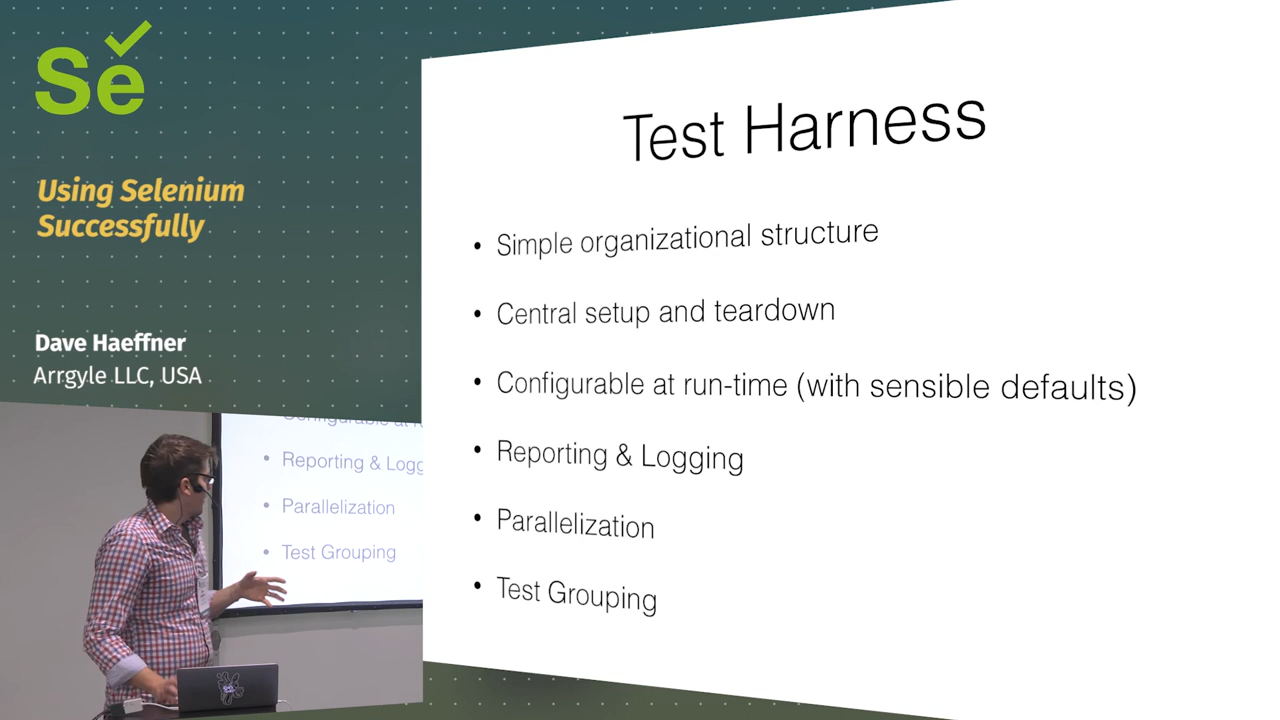 Se
Using Selenium
Successfully
Dave Haeffner
Arrgyle LLC, USA
Test Harness
• Simple organizational structure
• Central setup and teardown
• Configurable at run-time (with sensible defaults)
• Reporting & Logging
• Parallelization
• Test Grouping
• Reporting & Logg
• Parallelization
• Test Grouping